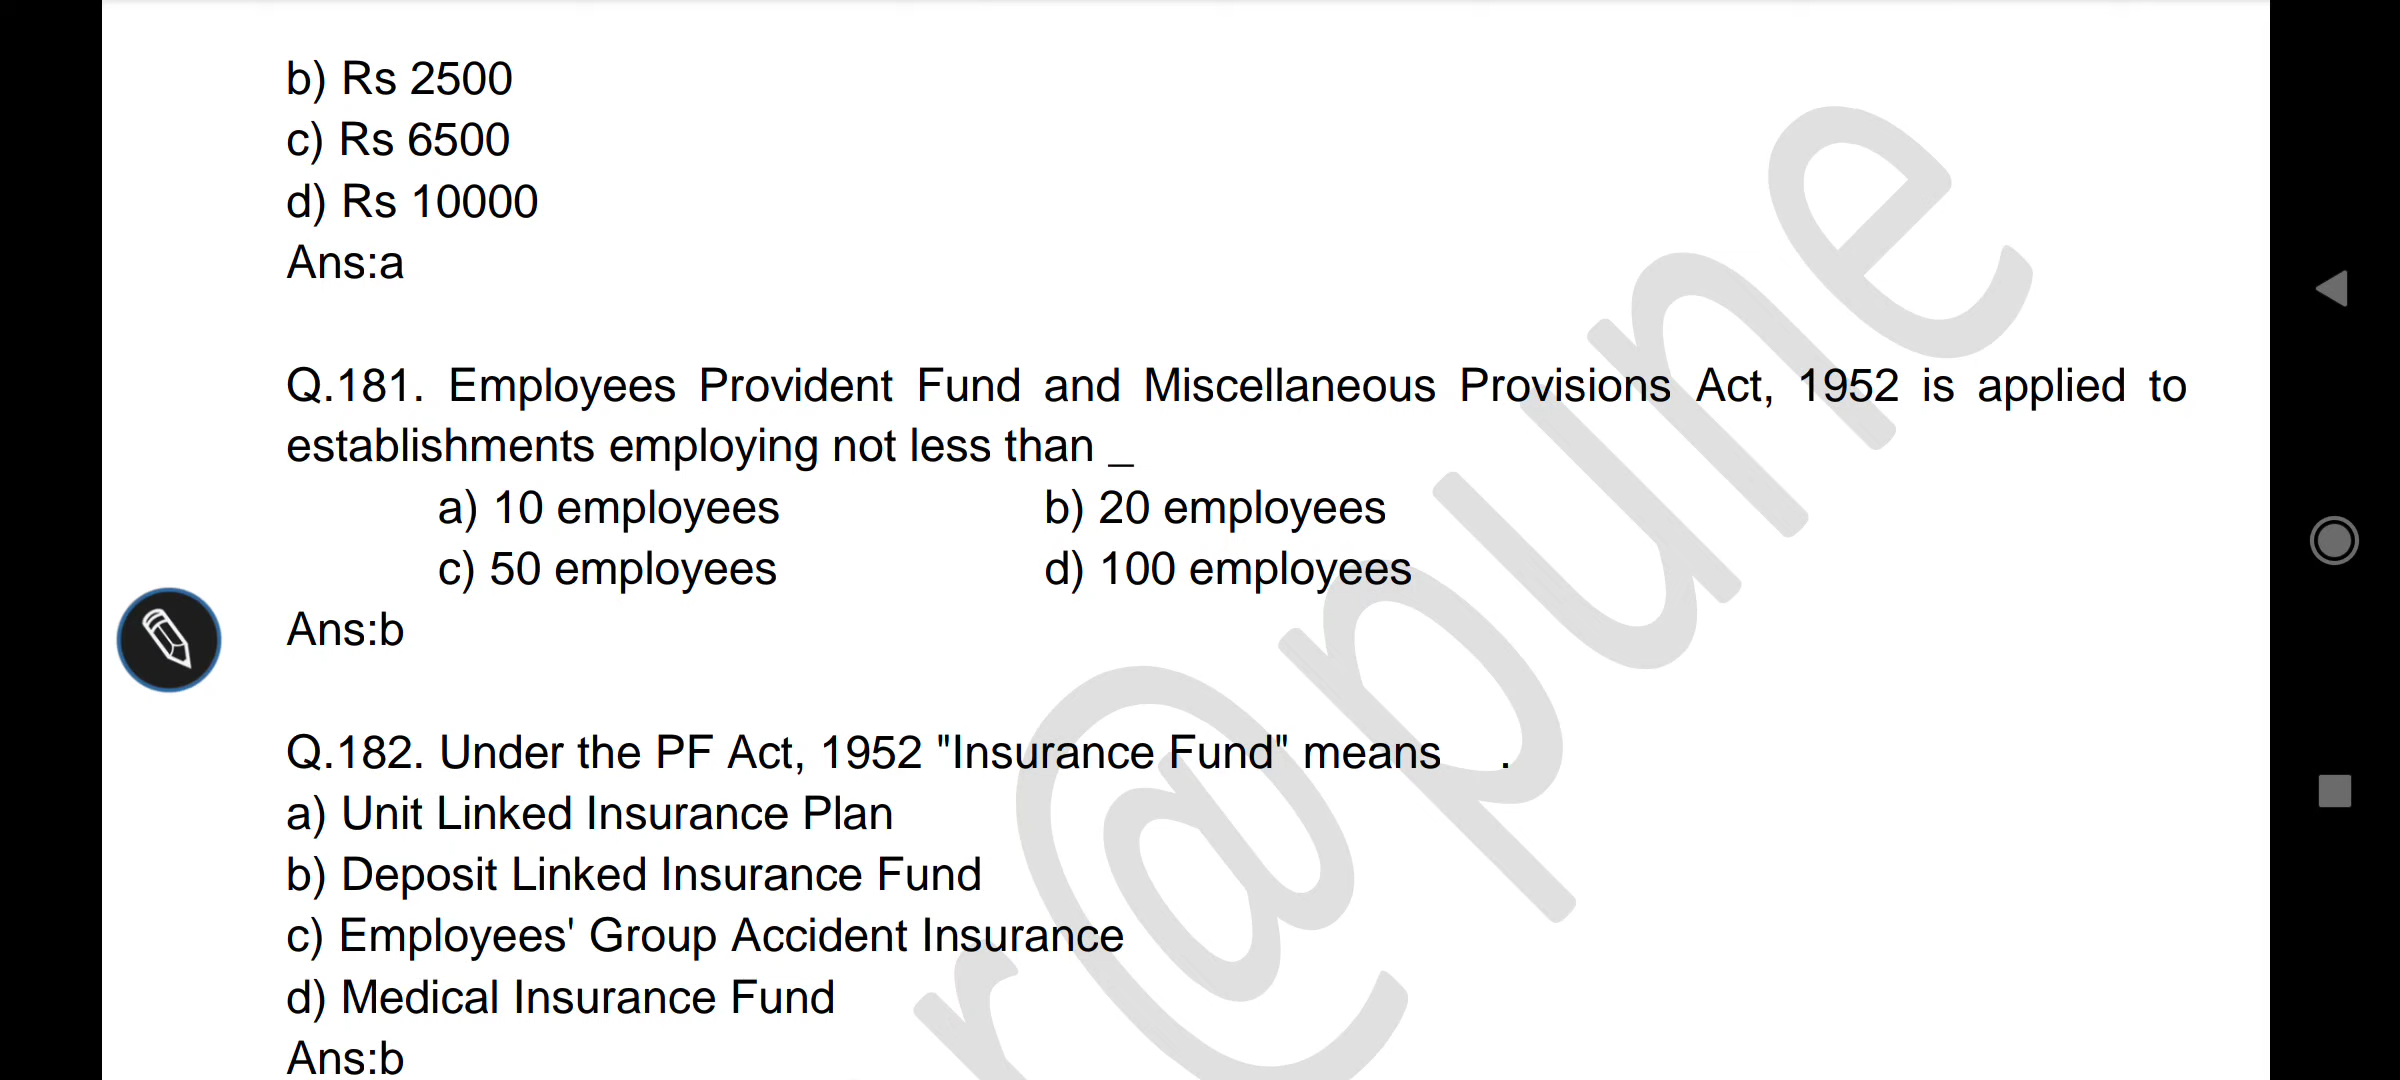 b) Rs 2500
c) Rs 6500
d) Rs 10000
Ans:a
Q.181. Employees Provident Fund and Miscellaneous Provisions Act, 1952 is applied to
establishments employing not less than _
a) 10 employees b) 20 employees
c) 50 employees d) 100 employees
Ans:b
Q.182. Under the PF Act, 1952 "Insurance Fund" means .
a) Unit Linked Insurance Plan
b) Deposit Linked Insurance Fund
c) Employees' Group Accident Insurance
d) Medical Insurance Fund
Ans:b
r@pune